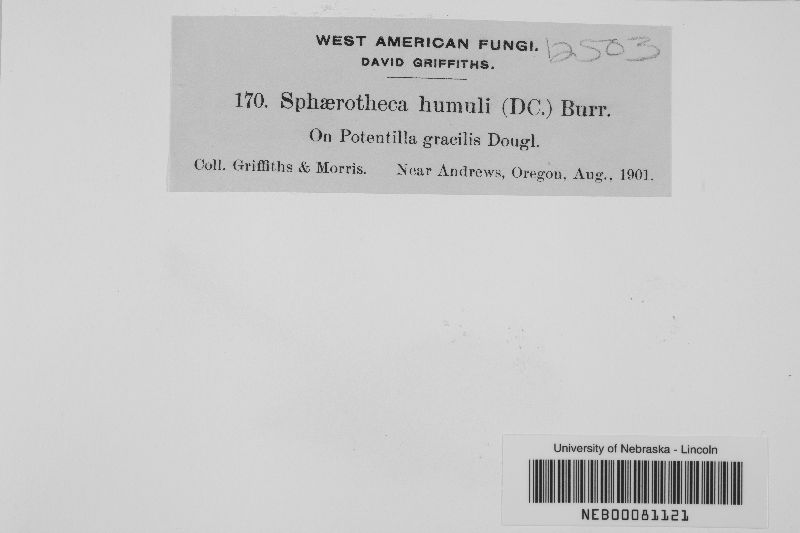 WEST AMERICAN FUNGI. 12503
DAVID GRIFFITHS.
170. Sphærotheca humuli (DC.) Burr.
On Potentilla gracilis Dougl.
Coll. Griffiths & Morris. Near Andrews, Oregon, Aug., 1901.
University of Nebraska - Lincoln
NEB00081121